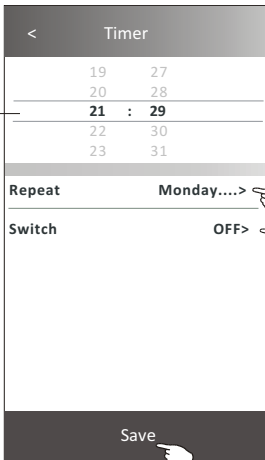 < Timer
19 27
20 28
21 : 29
22 30
23 31
Repeat Monday....>
Switch OFF>
Save